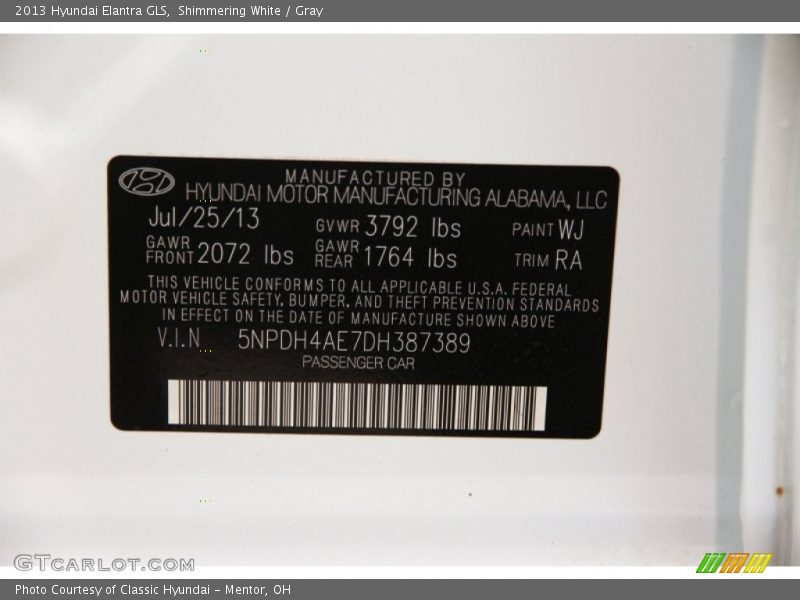 2013 Hyundai Elantra GLS, Shimmering White / Gray
MANUFACTURED BY
HYUNDAI MOTOR MANUFACTURING ALABAMA, LLC
Jul/25/13 GVWR 3792 lbs PAINT WJ
GAWR FRONT 2072 lbs GAWR REAR 1764 lbs TRIM RA
THIS VEHICLE CONFORMS TO ALL APPLICABLE U.S.A. FEDERAL
MOTOR VEHICLE SAFETY, BUMPER, AND THEFT PREVENTION STANDARDS
IN EFFECT ON THE DATE OF MANUFACTURE SHOWN ABOVE
V.I.N 5NPDH4AE7DH387389
PASSENGER CAR
GTCARLOT.COM
Photo Courtesy of Classic Hyundai - Mentor, OH